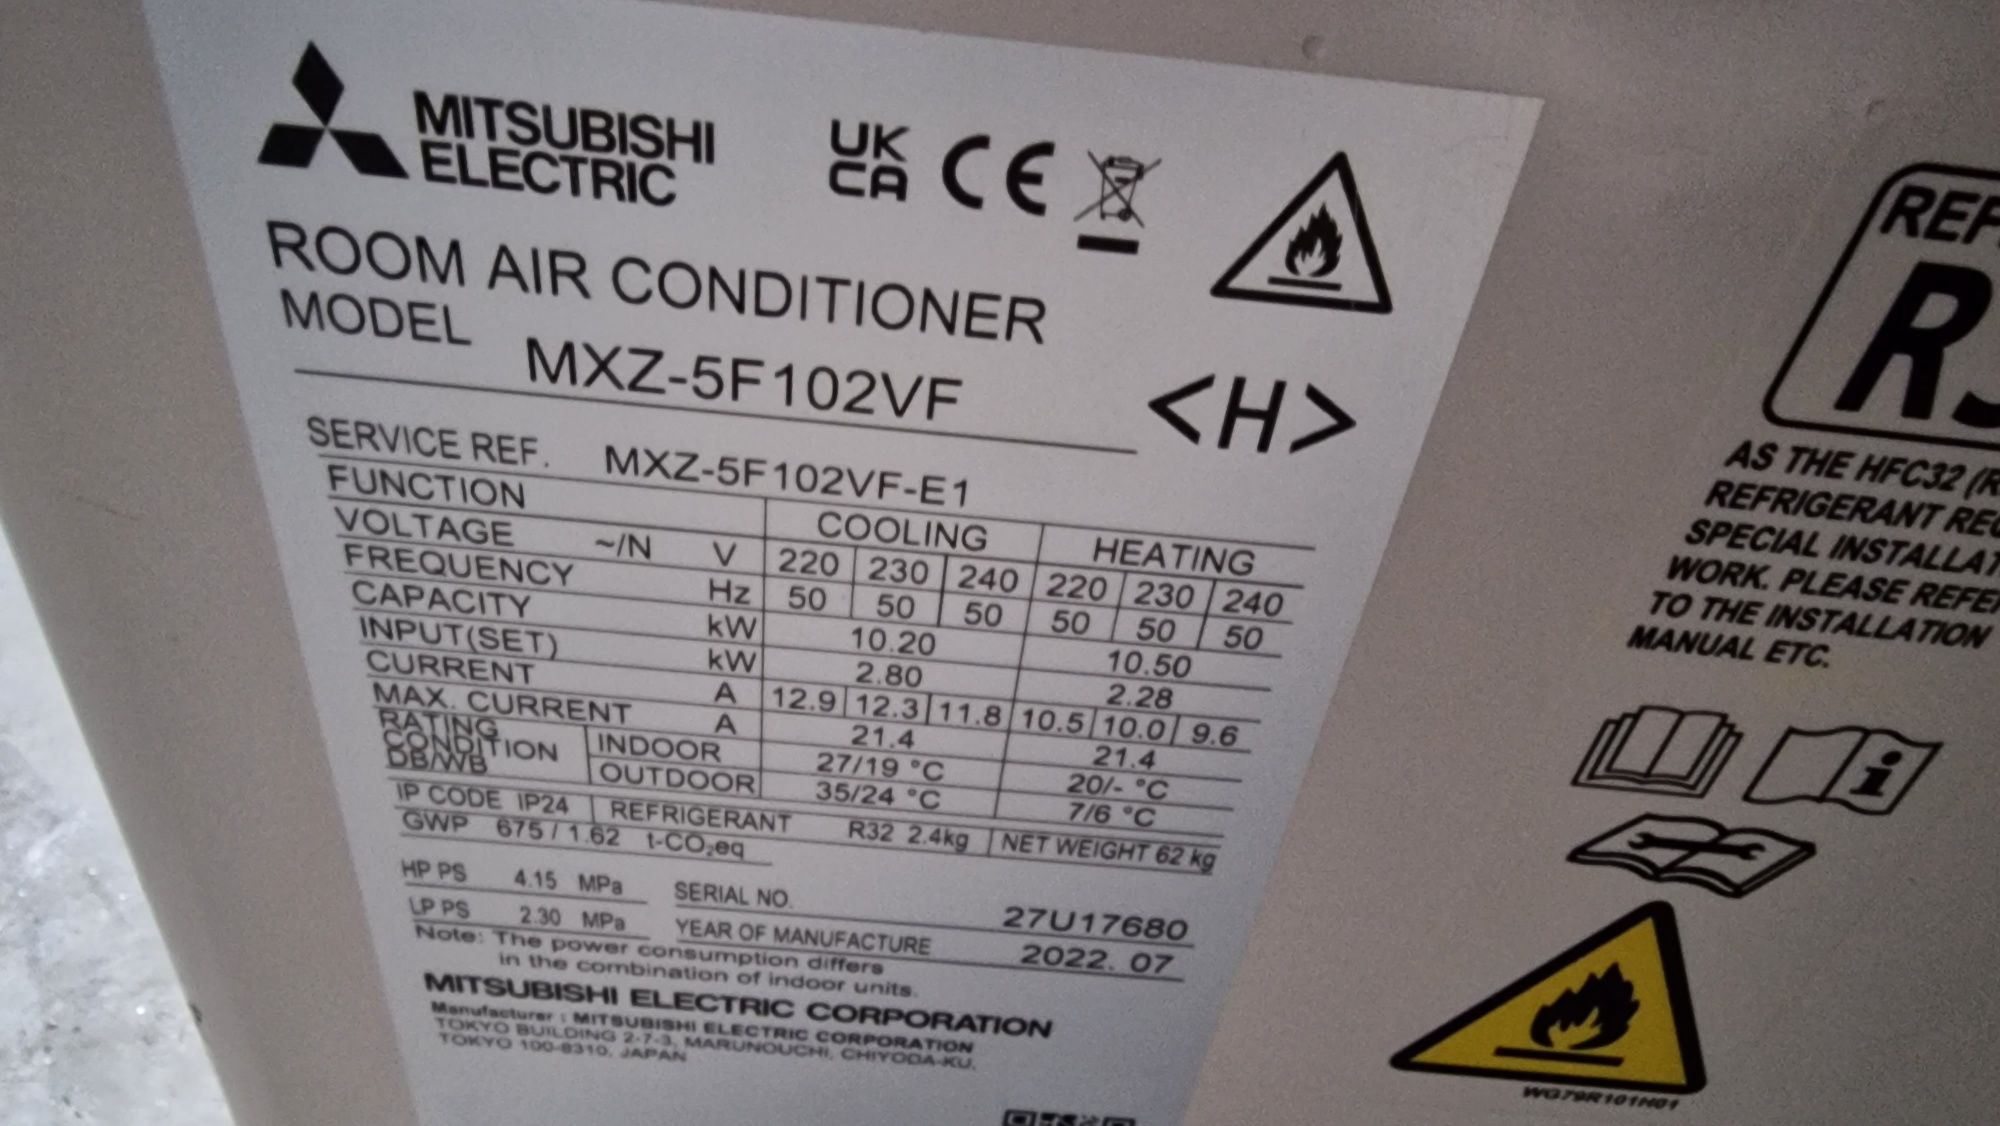 MITSUBISHI
ELECTRIC
UK
CA
CE
ROOM AIR CONDITIONER
MODEL MXZ-5F102VF <H>
SERVICE REF. MXZ-5F102VF-E1
FUNCTION COOLING HEATING
VOLTAGE ~/N V 220 230 240 220 230 240
FREQUENCY Hz 50 50 50 50 50 50
CAPACITY kW 10.20 10.50
INPUT(SET) kW 2.80 2.28
CURRENT A 12.9 12.3 11.8 10.5 10.0 9.6
MAX. CURRENT A 21.4 21.4
RATING CONDITION DB/WB INDOOR 27/19 °C 20/- °C
OUTDOOR 35/24 °C 7/6 °C
IP CODE IP24 REFRIGERANT R32 2.4kg NET WEIGHT 62 kg
GWP 675 / 1.62 t-CO₂eq
HP PS 4.15 MPa SERIAL NO. 27U17680
LP PS 2.30 MPa YEAR OF MANUFACTURE 2022. 07
Note: The power consumption differs
in the combination of indoor units.
MITSUBISHI ELECTRIC CORPORATION
Manufacturer : MITSUBISHI ELECTRIC CORPORATION
TOKYO BUILDING 2-7-3, MARUNOUCHI, CHIYODA-KU,
TOKYO 100-8310, JAPAN
AS THE HFC32
REFRIGERANT
SPECIAL
WORK. PLEASE
TO THE INSTALLATION
MANUAL ETC.
WG79R101H01